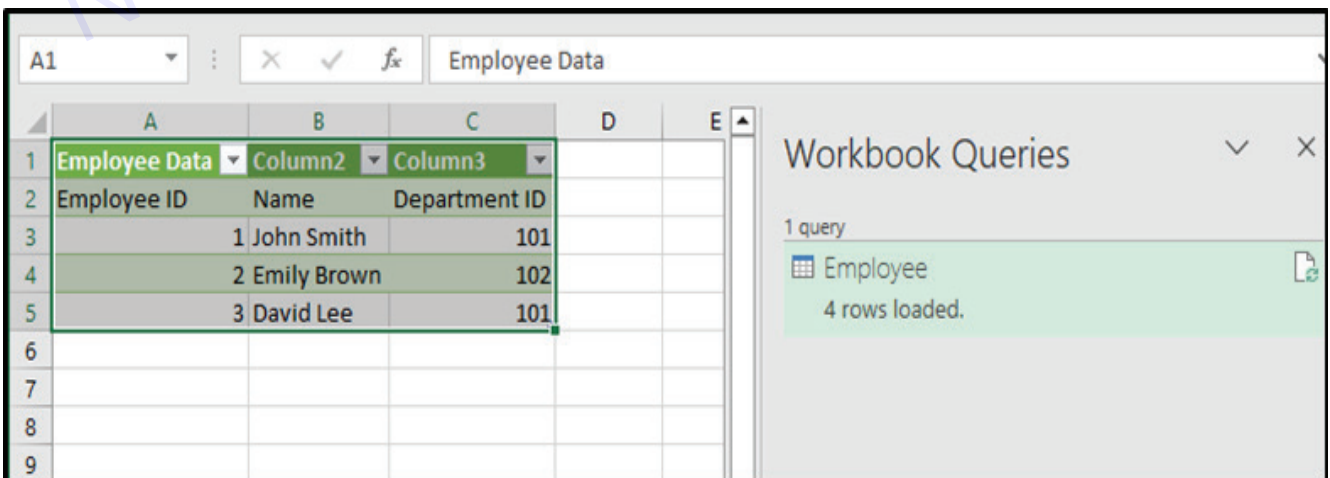 A1 fx Employee Data
A B C D E
1 Employee Data Column2 Column3
2 Employee ID Name Department ID
3 1 John Smith 101
4 2 Emily Brown 102
5 3 David Lee 101
6
7
8
9
Workbook Queries
1 query
Employee
4 rows loaded.